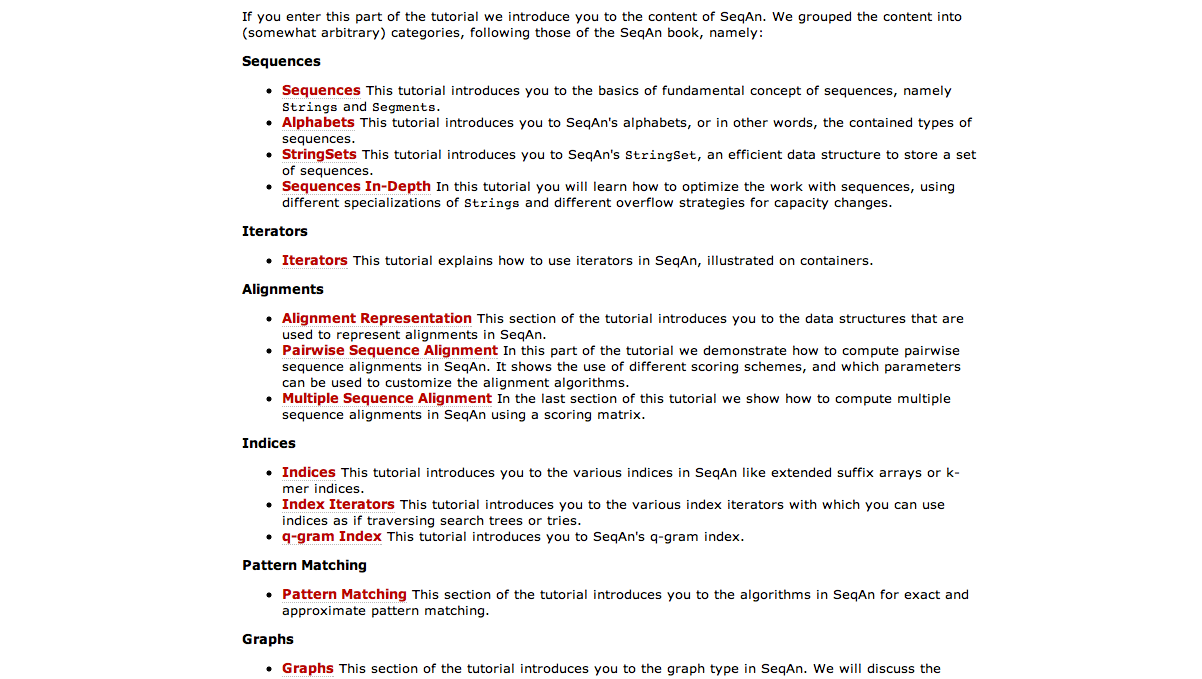 If you enter this part of the tutorial we introduce you to the content of SeqAn. We grouped the content into
(somewhat arbitrary) categories, following those of the SeqAn book, namely:
Sequences
• Sequences This tutorial introduces you to the basics of fundamental concept of sequences, namely
Strings and Segments.
• Alphabets This tutorial introduces you to SeqAn's alphabets, or in other words, the contained types of
sequences.
• StringSets This tutorial introduces you to SeqAn's StringSet, an efficient data structure to store a set
of sequences.
• Sequences In-Depth In this tutorial you will learn how to optimize the work with sequences, using
different specializations of Strings and different overflow strategies for capacity changes.
Iterators
• Iterators This tutorial explains how to use iterators in SeqAn, illustrated on containers.
Alignments
• Alignment Representation This section of the tutorial introduces you to the data structures that are
used to represent alignments in SeqAn.
• Pairwise Sequence Alignment In this part of the tutorial we demonstrate how to compute pairwise
sequence alignments in SeqAn. It shows the use of different scoring schemes, and which parameters
can be used to customize the alignment algorithms.
• Multiple Sequence Alignment In the last section of this tutorial we show how to compute multiple
sequence alignments in SeqAn using a scoring matrix.
Indices
• Indices This tutorial introduces you to the various indices in SeqAn like extended suffix arrays or k-
mer indices.
• Index Iterators This tutorial introduces you to the various index iterators with which you can use
indices as if traversing search trees or tries.
• q-gram Index This tutorial introduces you to SeqAn's q-gram index.
Pattern Matching
• Pattern Matching This section of the tutorial introduces you to the algorithms in SeqAn for exact and
approximate pattern matching.
Graphs
• Graphs This section of the tutorial introduces you to the graph type in SeqAn. We will discuss the